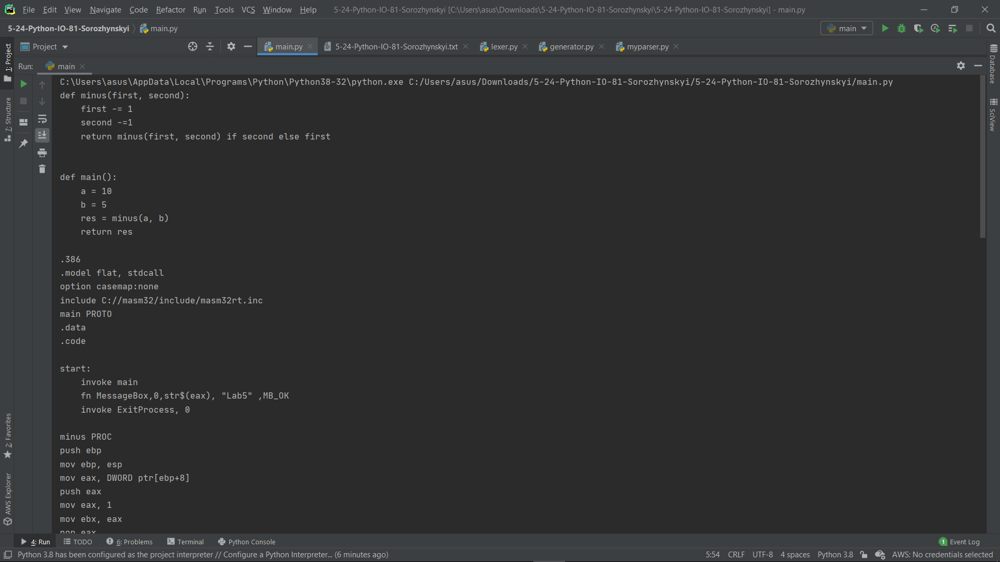 PC File Edit View Navigate Code Refactor Run Tools VCS Window Help 5-24-Python-IO-81-Sorozhynskyi [C:\Users\asus\Downloads\5-24-Python-IO-81-Sorozhynskyi\5-24-Python-IO-81-Sorozhynskyi] - main.py
5-24-Python-IO-81-Sorozhynskyi main.py main
Project main.py 5-24-Python-IO-81-Sorozhynskyi.txt lexer.py generator.py myparser.py
Run: main
C:\Users\asus\AppData\Local\Programs\Python\Python38-32\python.exe C:/Users/asus/Downloads/5-24-Python-IO-81-Sorozhynskyi/5-24-Python-IO-81-Sorozhynskyi/main.py
def minus(first, second):
    first -= 1
    second -=1
    return minus(first, second) if second else first
def main():
    a = 10
    b = 5
    res = minus(a, b)
    return res
.386
.model flat, stdcall
option casemap:none
include C://masm32/include/masm32rt.inc
main PROTO
.data
.code
start:
    invoke main
    fn MessageBox,0,str$(eax), "Lab5" ,MB_OK
    invoke ExitProcess, 0
minus PROC
push ebp
mov ebp, esp
mov eax, DWORD ptr[ebp+8]
push eax
mov eax, 1
mov ebx, eax
pop eax
1: Project
7: Structure
2: Favorites
AWS Explorer
Database
SciView
4: Run TODO 6: Problems Terminal Python Console 1 Event Log
Python 3.8 has been configured as the project interpreter // Configure a Python Interpreter... (6 minutes ago) 5:54 CRLF UTF-8 4 spaces Python 3.8 AWS: No credentials selected